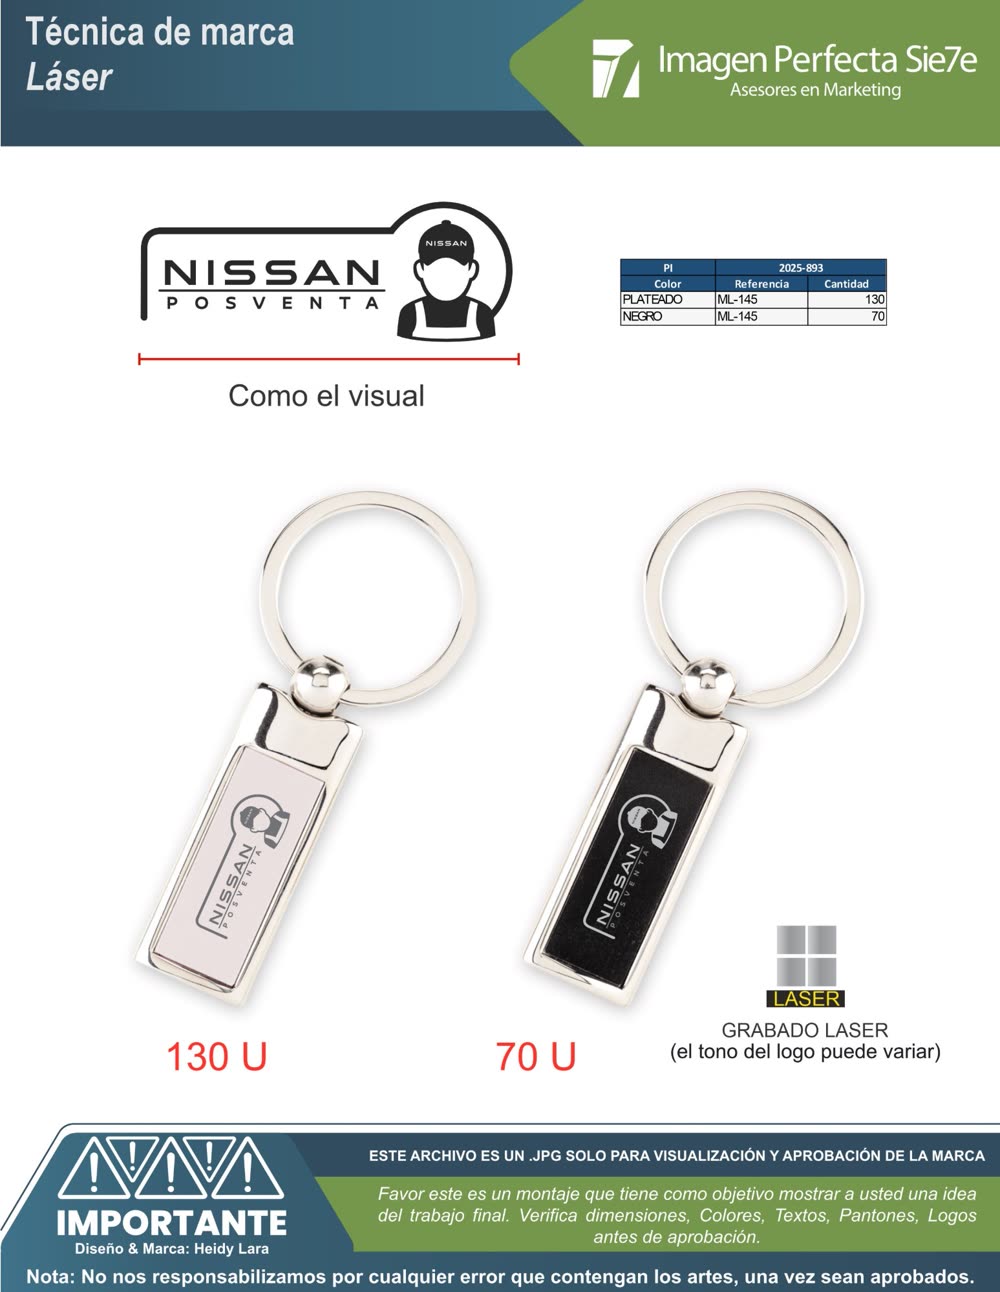 Técnica de marca
Láser
Imagen Perfecta Sie7e
Asesores en Marketing
NISSAN
NISSAN
POSVENTA
Como el visual
PI 2025-893
Color Referencia Cantidad
PLATEADO ML-145 130
NEGRO ML-145 70
NISSAN
NISSAN
POSVENTA
NISSAN
NISSAN
POSVENTA
130 U
70 U
LASER
GRABADO LASER
(el tono del logo puede variar)
IMPORTANTE
Diseño & Marca: Heidy Lara
ESTE ARCHIVO ES UN .JPG SOLO PARA VISUALIZACIÓN Y APROBACIÓN DE LA MARCA
Favor este es un montaje que tiene como objetivo mostrar a usted una idea
del trabajo final. Verifica dimensiones, Colores, Textos, Pantones, Logos
antes de aprobación.
Nota: No nos responsabilizamos por cualquier error que contengan los artes, una vez sean aprobados.